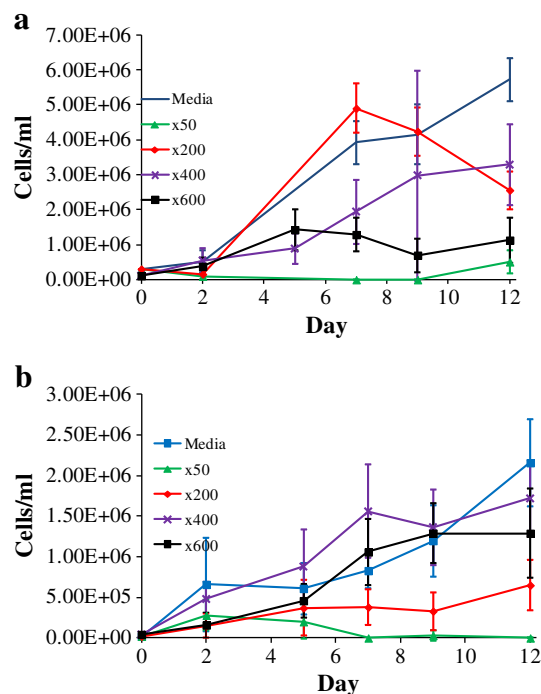 a
7.00E+06
6.00E+06
5.00E+06
4.00E+06
3.00E+06
2.00E+06
1.00E+06
0.00E+00
Cells/ml
Media
x50
x200
x400
x600
0 2 4 6 8 10 12
Day
b
3.00E+06
2.50E+06
2.00E+06
1.50E+06
1.00E+06
5.00E+05
0.00E+00
Cells/ml
Media
x50
x200
x400
x600
0 2 4 6 8 10 12
Day